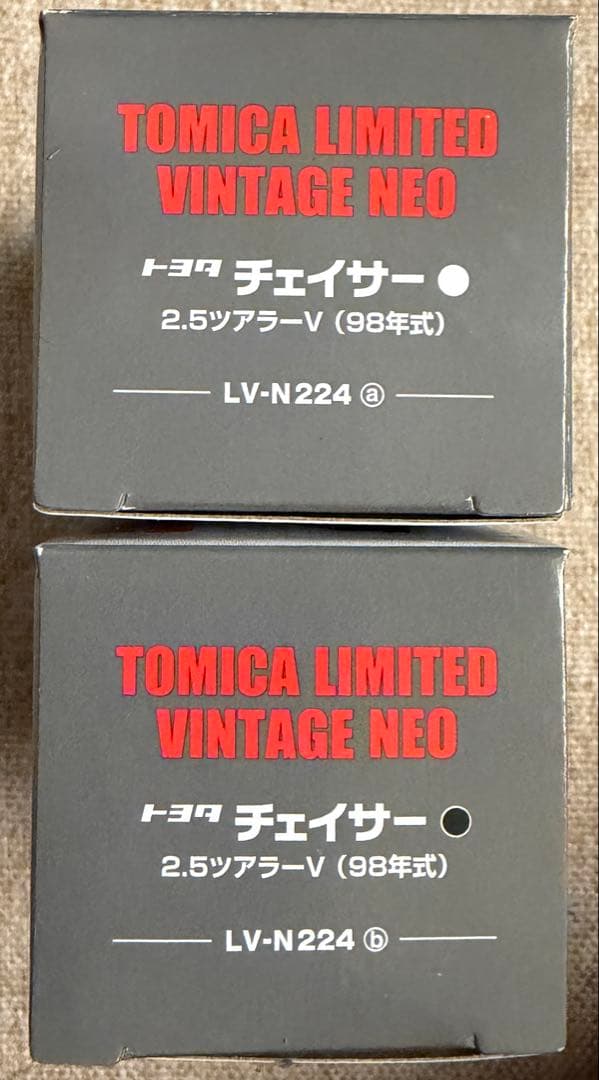 TOMICA LIMITED
VINTAGE NEO
トヨタ チェイサー
2.5ツアラーV（98年式）
LV-N224 ⓐ
TOMICA LIMITED
VINTAGE NEO
トヨタ チェイサー
2.5ツアラーV（98年式）
LV-N224 ⓑ